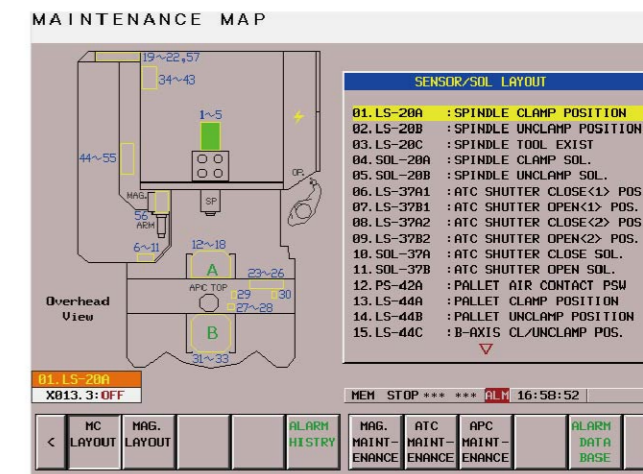 MAINTENANCE MAP
19~22,57
34~43
1~5
44~55
OP.
MAG.
SP
56
ARM
6~11
12~18
A
23~26
APC TOP
29
30
27~28
B
31~33
Overhead
View
SENSOR/SOL LAYOUT
01.LS-20A :SPINDLE CLAMP POSITION
02.LS-20B :SPINDLE UNCLAMP POSITION
03.LS-20C :SPINDLE TOOL EXIST
04.SOL-20A :SPINDLE CLAMP SOL.
05.SOL-20B :SPINDLE UNCLAMP SOL.
06.LS-37A1 :ATC SHUTTER CLOSE<1> POS
07.LS-37B1 :ATC SHUTTER OPEN<1> POS.
08.LS-37A2 :ATC SHUTTER CLOSE<2> POS
09.LS-37B2 :ATC SHUTTER OPEN<2> POS.
10.SOL-37A :ATC SHUTTER CLOSE SOL.
11.SOL-37B :ATC SHUTTER OPEN SOL.
12.PS-42A :PALLET AIR CONTACT PSW
13.LS-44A :PALLET CLAMP POSITION
14.LS-44B :PALLET UNCLAMP POSITION
15.LS-44C :B-AXIS CL/UNCLAMP POS.
01.LS-20A
X013.3:OFF
MEM STOP *** *** ALM 16:58:52
< MC LAYOUT
MAG. LAYOUT
ALARM HISTRY
MAG. MAINT-ENANCE
ATC MAINT-ENANCE
APC MAINT-ENANCE
ALARM DATA BASE